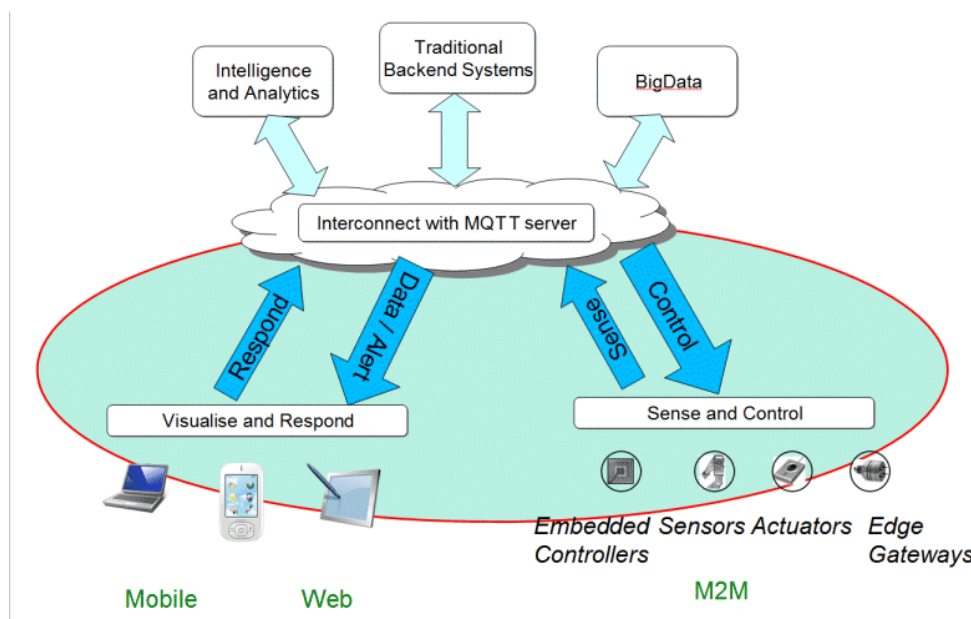 Intelligence
and Analytics
Traditional
Backend Systems
BigData
Interconnect with MQTT server
Respond
Data / Alert
Sense
Control
Visualise and Respond
Sense and Control
Embedded
Controllers
Sensors
Actuators
Edge
Gateways
Mobile
Web
M2M